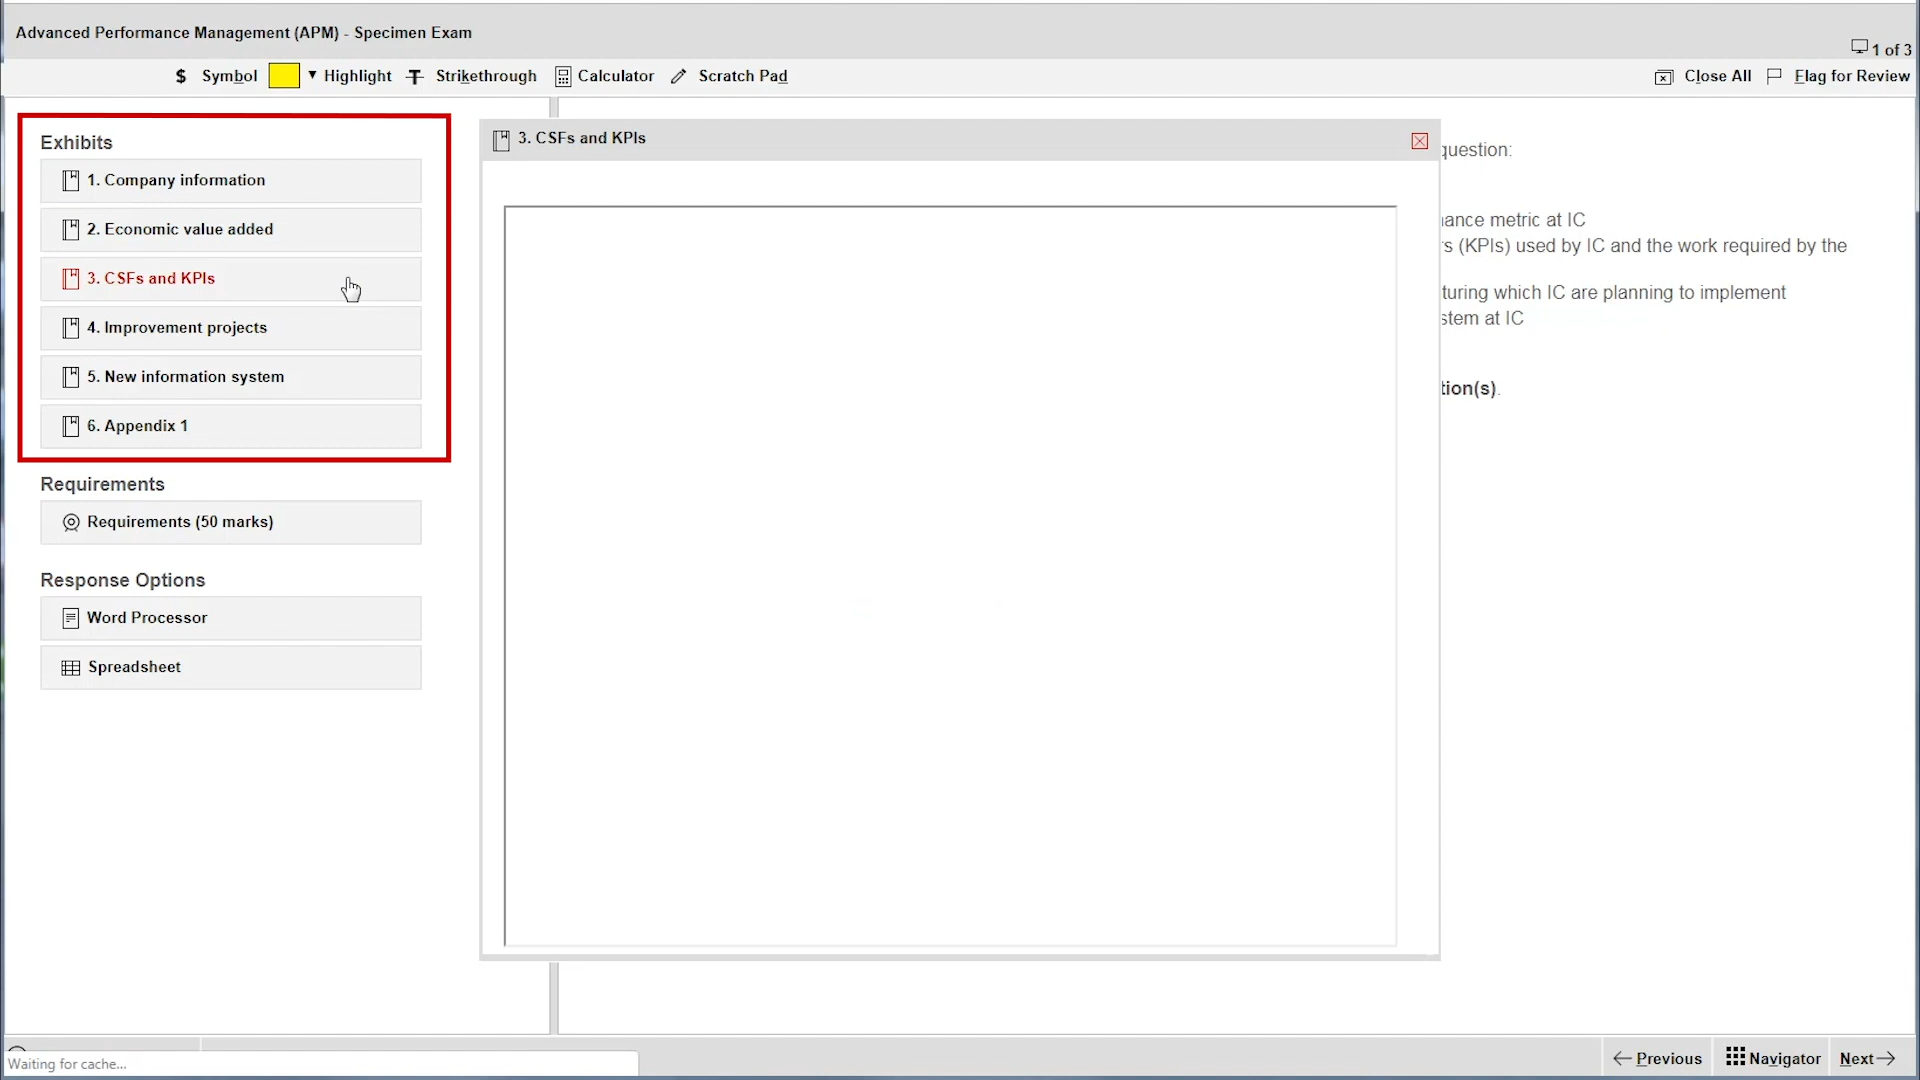 Advanced Performance Management (APM) - Specimen Exam
1 of 3
$ Symbol Highlight Strikethrough Calculator Scratch Pad Close All Flag for Review
Exhibits
1. Company information
2. Economic value added
3. CSFs and KPIs
4. Improvement projects
5. New information system
6. Appendix 1
Requirements
Requirements (50 marks)
Response Options
Word Processor
Spreadsheet
3. CSFs and KPIs
question:
ance metric at IC
s (KPIs) used by IC and the work required by the
turing which IC are planning to implement
stem at IC
tion(s).
Waiting for cache...
Previous Navigator Next